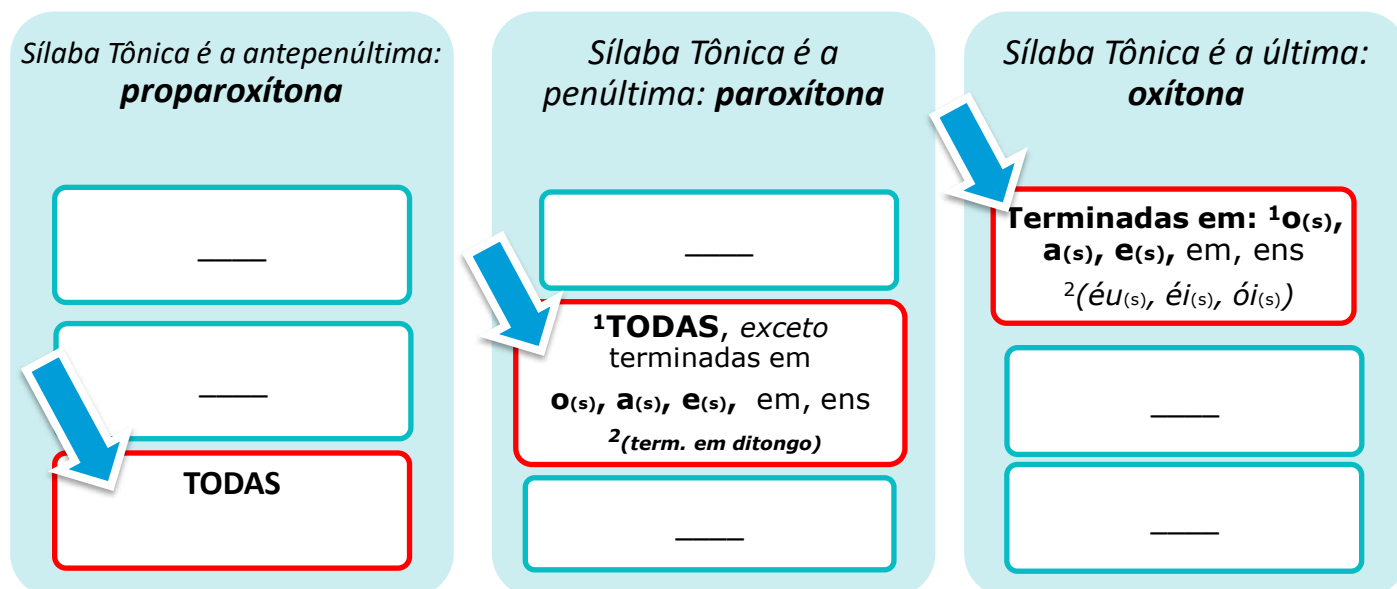 Sílaba Tônica é a antepenúltima:
proparoxítona
____
____
TODAS
Sílaba Tônica é a
penúltima: paroxítona
____
¹TODAS, exceto
terminadas em
o(s), a(s), e(s), em, ens
²(term. em ditongo)
____
Sílaba Tônica é a última:
oxítona
Terminadas em: ¹o(s),
a(s), e(s), em, ens
²(éu(s), éi(s), ói(s))
____
____